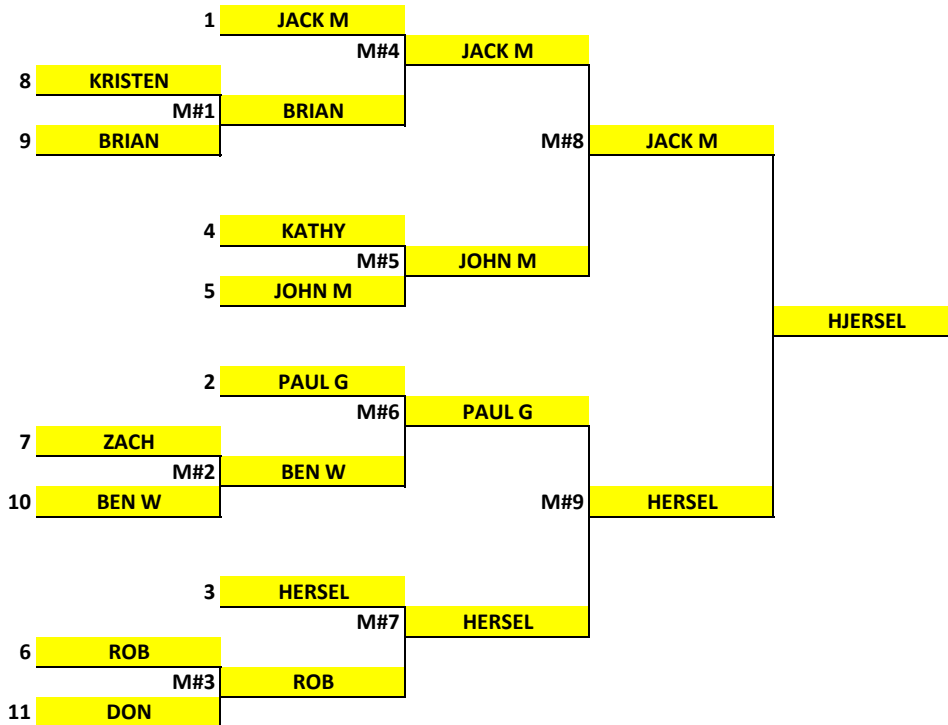 1 JACK M
M#4 JACK M
8 KRISTEN
M#1 BRIAN
9 BRIAN M#8 JACK M
4 KATHY
M#5 JOHN M
5 JOHN M
HJERSEL
2 PAUL G
M#6 PAUL G
7 ZACH
M#2 BEN W
10 BEN W M#9 HERSEL
3 HERSEL
M#7 HERSEL
6 ROB
M#3 ROB
11 DON